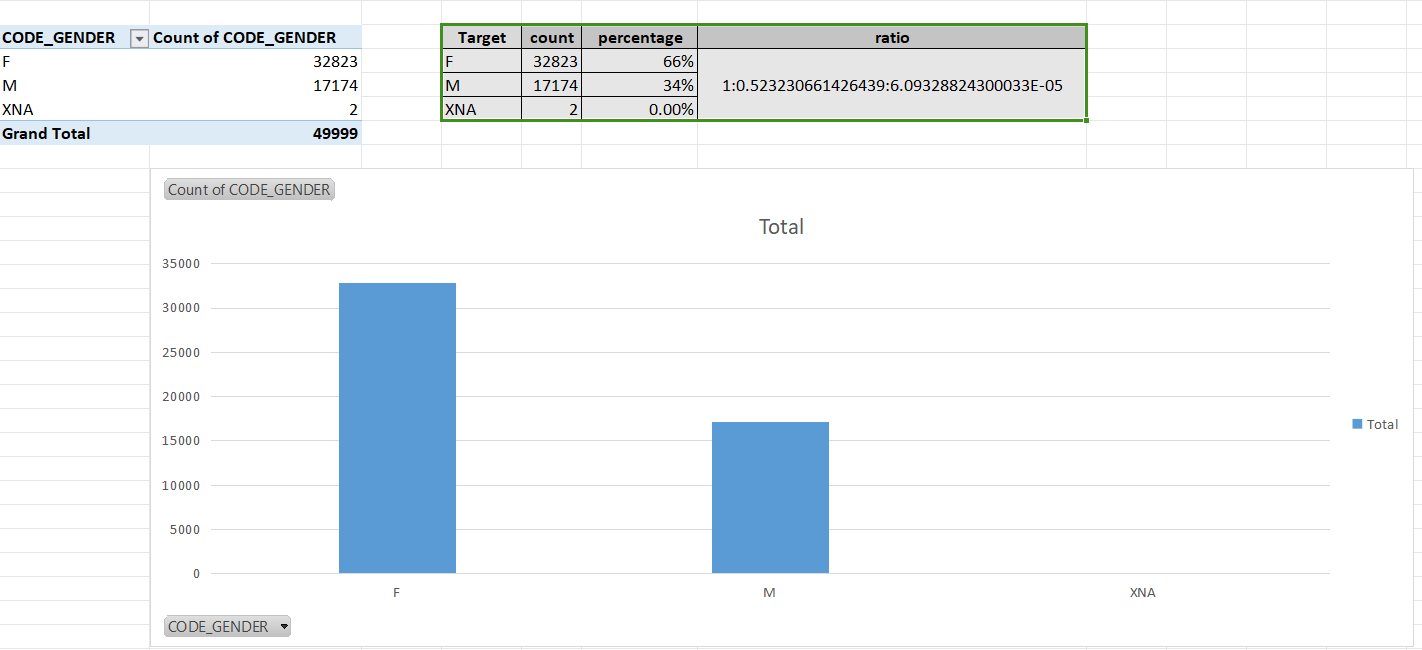 CODE_GENDER Count of CODE_GENDER
F 32823
M 17174
XNA 2
Grand Total 49999
Target count percentage ratio
F 32823 66%
M 17174 34% 1:0.523230661426439:6.09328824300033E-05
XNA 2 0.00%
Count of CODE_GENDER
Total
35000
30000
25000
20000
15000
10000
5000
0
F M XNA
Total
CODE_GENDER